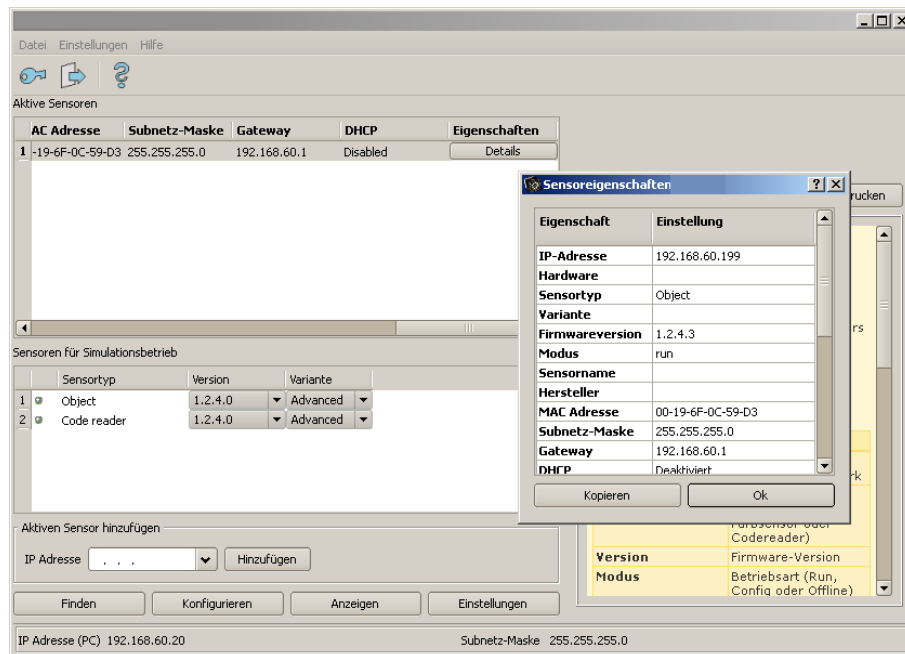 Datei Einstellungen Hilfe
Aktive Sensoren
AC Adresse Subnetz-Maske Gateway DHCP Eigenschaften
1 -19-6F-0C-59-D3 255.255.255.0 192.168.60.1 Disabled Details
Sensoreigenschaften
rucken
Eigenschaft Einstellung
IP-Adresse 192.168.60.199
Hardware
Sensortyp Object
Variante
Firmwareversion 1.2.4.3
Modus run
Sensorname
Hersteller
MAC Adresse 00-19-6F-0C-59-D3
Subnetz-Maske 255.255.255.0
Gateway 192.168.60.1
DHCP Deaktiviert
Kopieren Ok
rs
Sensoren für Simulationsbetrieb
Sensortyp Version Variante
1 Object 1.2.4.0 Advanced
2 Code reader 1.2.4.0 Advanced
Aktiven Sensor hinzufügen
IP Adresse . . . Hinzufügen
Finden Konfigurieren Anzeigen Einstellungen
rk
Farbsensor oder
Codereader)
Version Firmware-Version
Modus Betriebsart (Run,
Config oder Offline)
IP Adresse (PC) 192.168.60.20 Subnetz-Maske 255.255.255.0